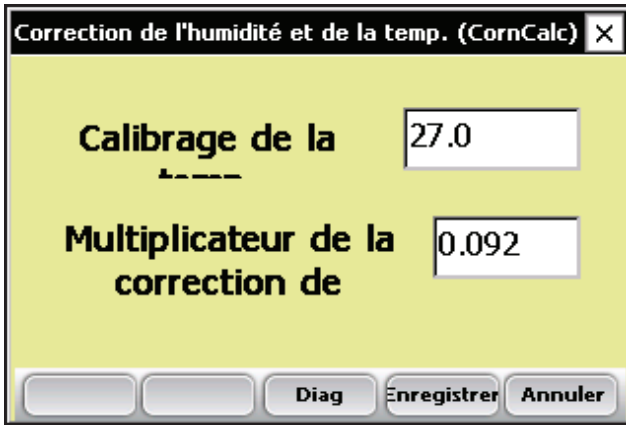 Correction de l'humidité et de la temp. (CornCalc)
Calibrage de la
27.0
Multiplicateur de la
correction de
0.092
Diag Enregistrer Annuler